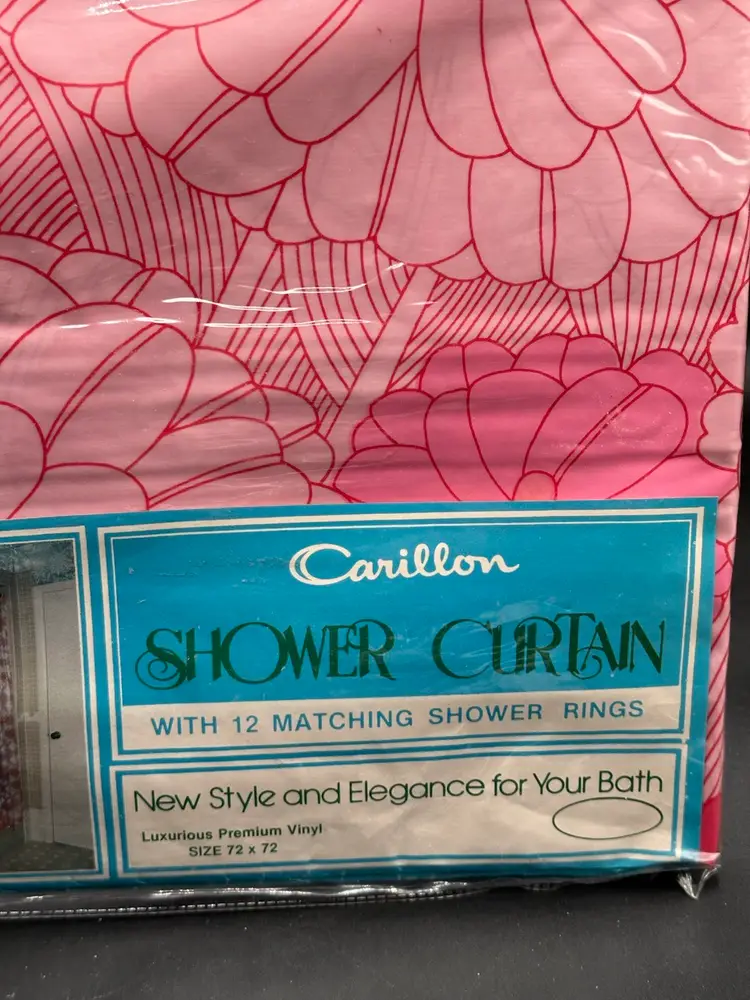 Carillon
SHOWER CURTAIN
WITH 12 MATCHING SHOWER RINGS
New Style and Elegance for Your Bath
Luxurious Premium Vinyl
SIZE 72 x 72